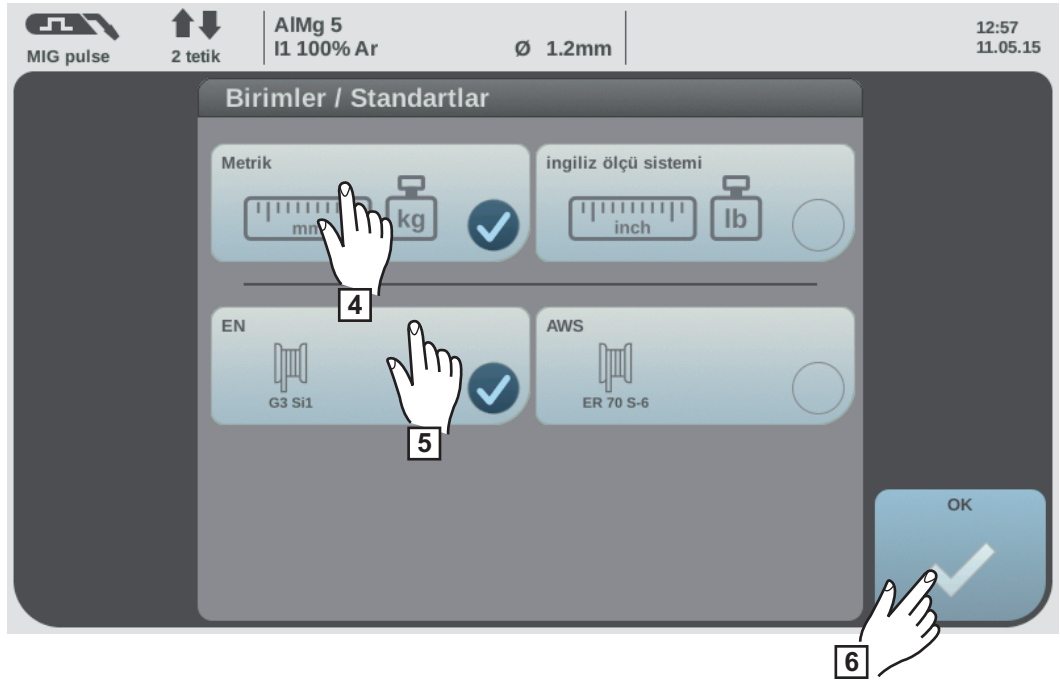 MIG pulse
2 tetik
AlMg 5
I1 100% Ar Ø 1.2mm
12:57
11.05.15
Birimler / Standartlar
Metrik
mm
kg
ingiliz ölçü sistemi
inch
lb
4
EN
G3 Si1
AWS
ER 70 S-6
5
OK
6